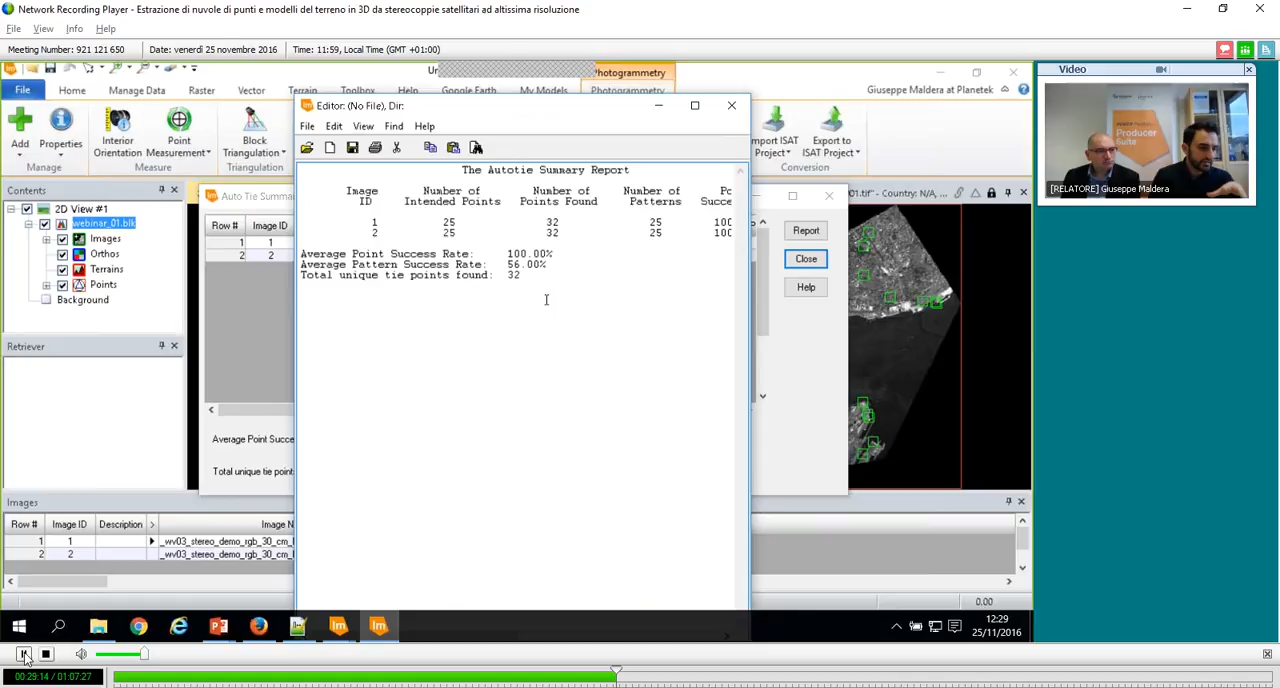 Network Recording Player - Estrazione di nuvole di punti e modelli del terreno in 3D da stereocoppie satellitari ad altissima risoluzione
File View Info Help
Meeting Number: 921 121 650 Date: venerdì 25 novembre 2016 Time: 11:59, Local Time (GMT +01:00)
Ur Photogrammetry
File Home Manage Data Raster Vector Terrain Toolbox Help Google Earth My Models Photogrammetry Giuseppe Maldera at Planetek
Add Properties Interior Orientation Point Measurement Block Triangulation
Manage Measure Triangulation
Import ISAT Project Export to ISAT Project
Conversion
Contents
2D View #1
webinar_01.blk
Images
Orthos
Terrains
Points
Background
Retriever
Auto Tie Summa
Row # Image ID
1 1
2 2
Average Point Succe
Total unique tie point
Editor: (No File), Dir:
File Edit View Find Help
The Autotie Summary Report
Image Number of Number of Number of Po
ID Intended Points Points Found Patterns Succe
1 25 32 25 100
2 25 32 25 100
Average Point Success Rate: 100.00%
Average Pattern Success Rate: 56.00%
Total unique tie points found: 32
Report
Close
Help
01.tif" - Country: N/A, ...
Images
Row # Image ID Description > Image N
1 1 _wv03_stereo_demo_rgb_30_cm_
2 2 _wv03_stereo_demo_rgb_30_cm_
0.00
12:29
25/11/2016
00:29:14 / 01:07:27
Video
Producer
Suite
[RELATORE] Giuseppe Maldera